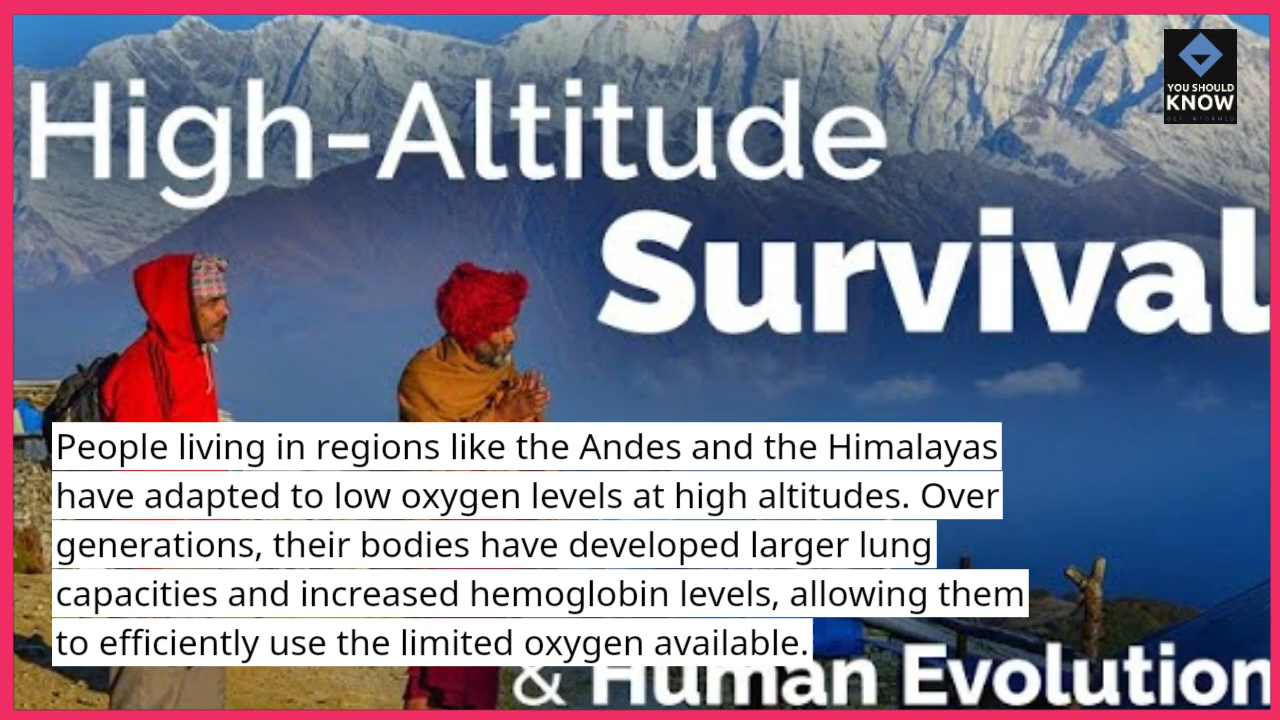 High-Altitude
Survival
YOU SHOULD
KNOW
GET INFORMED
People living in regions like the Andes and the Himalayas
have adapted to low oxygen levels at high altitudes. Over
generations, their bodies have developed larger lung
capacities and increased hemoglobin levels, allowing them
to efficiently use the limited oxygen available.
& Human Evolution